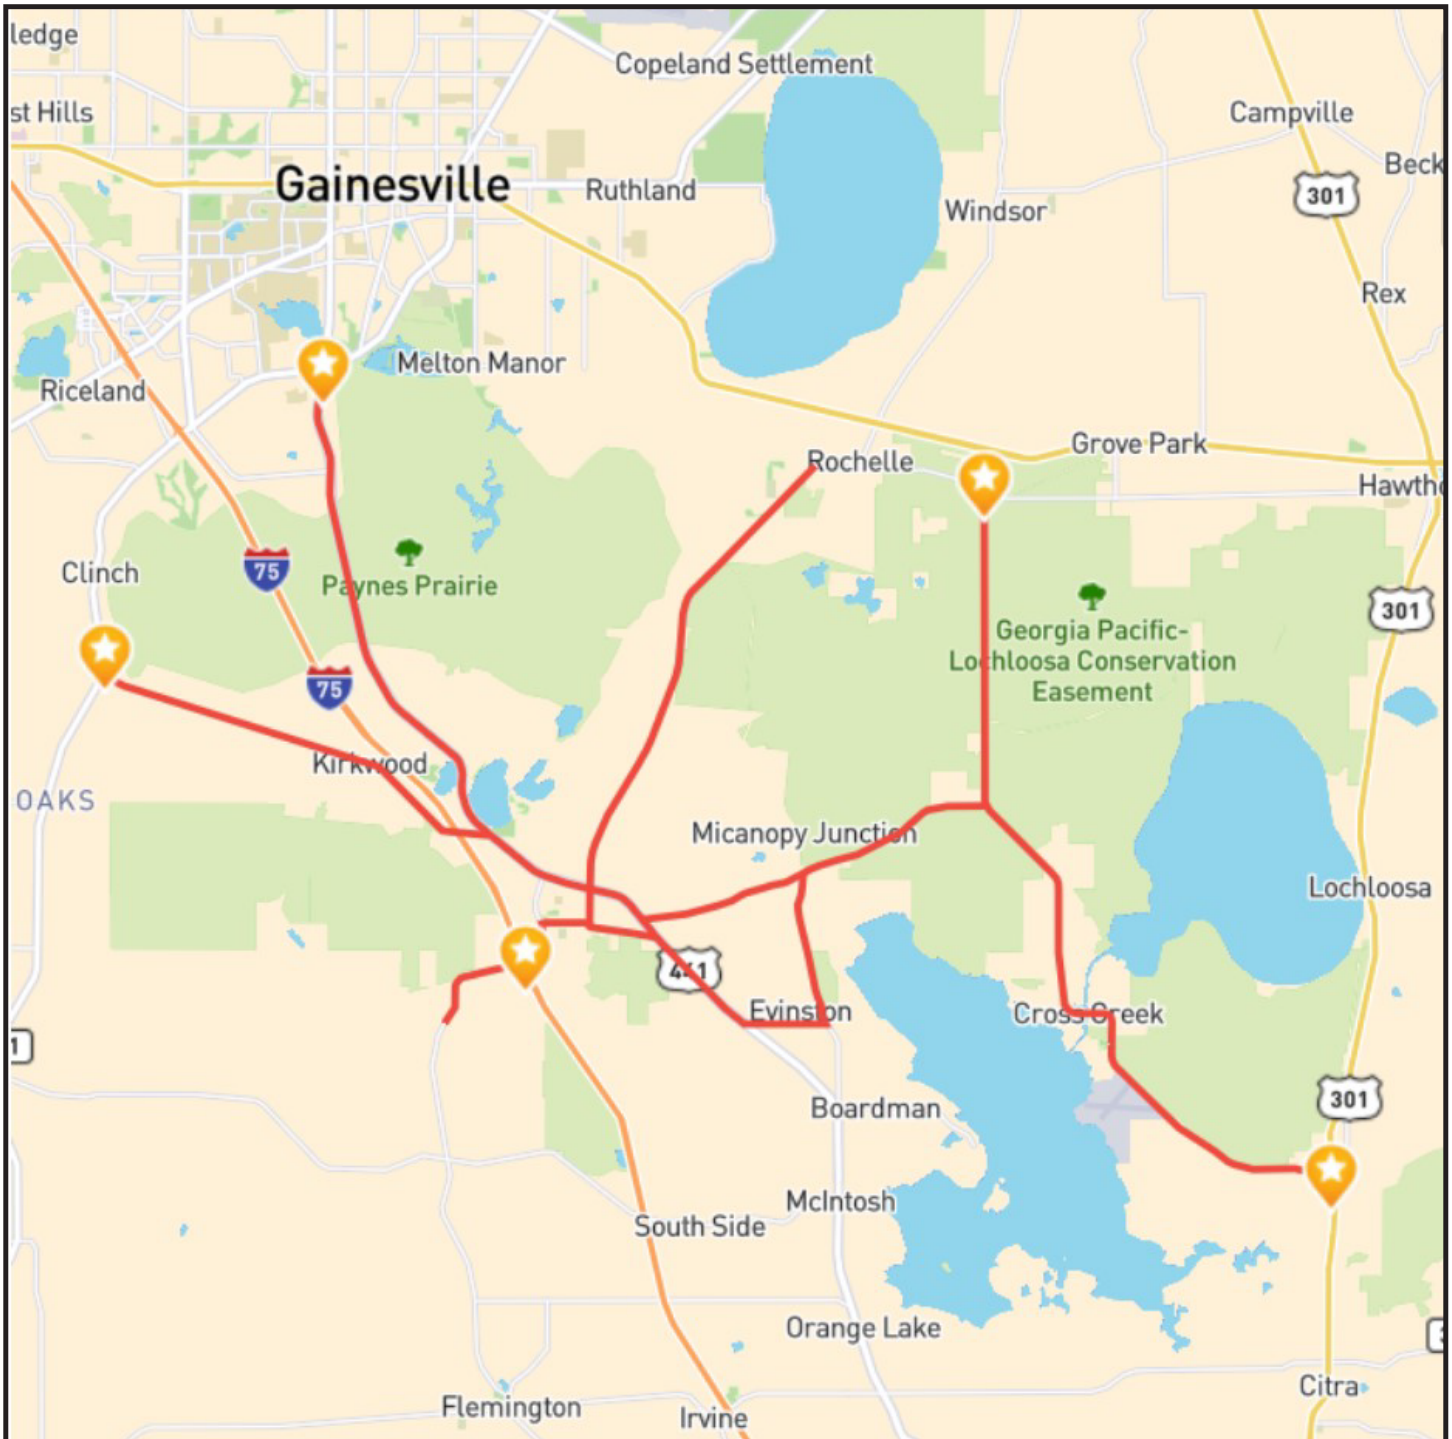 ledge
Copeland Settlement
st Hills
Campville
Beck
Gainesville
Ruthland
301
Windsor
Rex
Melton Manor
Riceland
Grove Park
Rochelle
Hawtho
Clinch
75
Paynes Prairie
301
Georgia Pacific-
Lochloosa Conservation
Easement
75
Kirkwood
OAKS
Micanopy Junction
Lochloosa
441
Evinston
Cross Creek
1
301
Boardman
McIntosh
South Side
Orange Lake
Citra
Flemington
Irvine